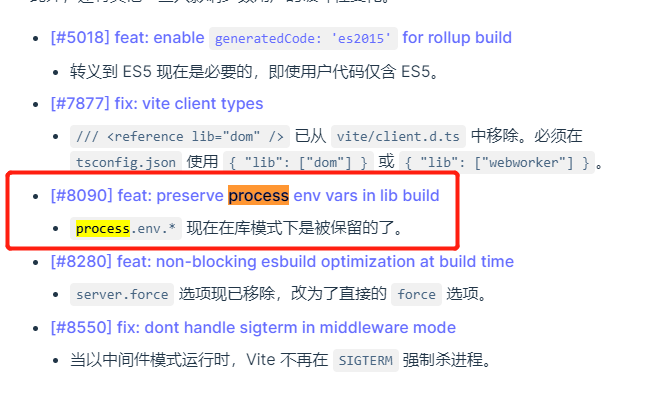 [#5018] feat: enable generatedCode: 'es2015' for rollup build
转义到 ES5 现在是必要的，即使用户代码仅含 ES5。
[#7877] fix: vite client types
/// <reference lib="dom" /> 已从 vite/client.d.ts 中移除。必须在
tsconfig.json 使用 { "lib": ["dom"] } 或 { "lib": ["webworker"] } 。
[#8090] feat: preserve process env vars in lib build
process.env.* 现在在库模式下是被保留的了。
[#8280] feat: non-blocking esbuild optimization at build time
server.force 选项现已移除，改为了直接的 force 选项。
[#8550] fix: dont handle sigterm in middleware mode
当以中间件模式运行时，Vite 不再在 SIGTERM 强制杀进程。